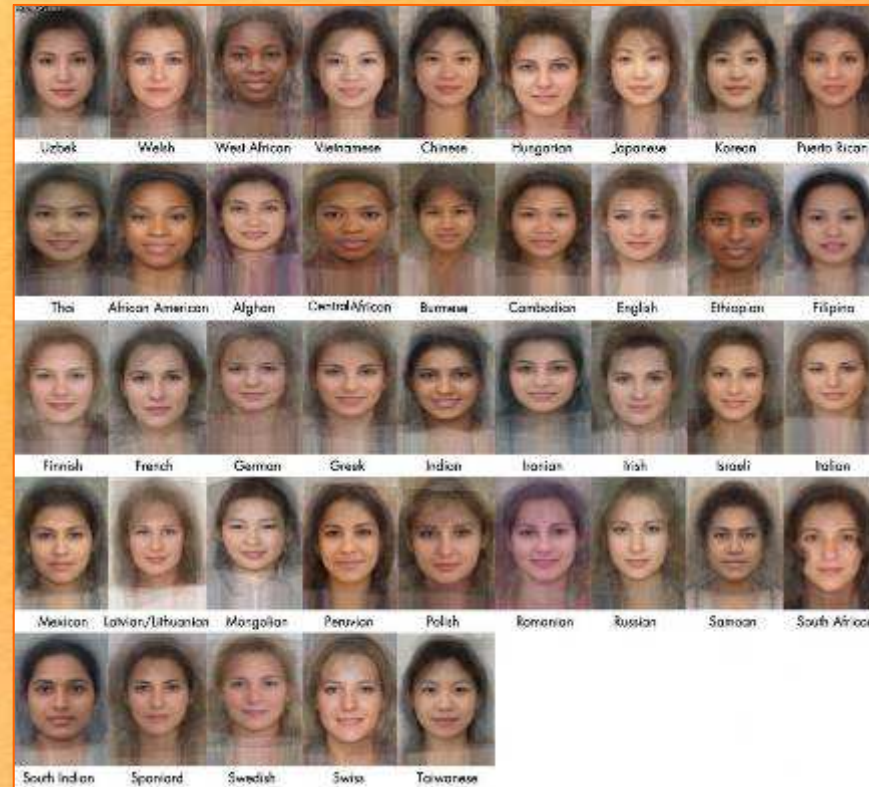 Uzbek Welsh West African Vietnamese Chinese Hungarian Japanese Korean Puerto Rican
Thai African American Afghan Central African Burmese Cambodian English Ethiopian Filipina
Finnish French German Greek Indian Iranian Irish Israeli Italian
Mexican Latvian/Lithuanian Mongolian Peruvian Polish Romanian Russian Samoan South African
South Indian Spaniard Swedish Swiss Taiwanese